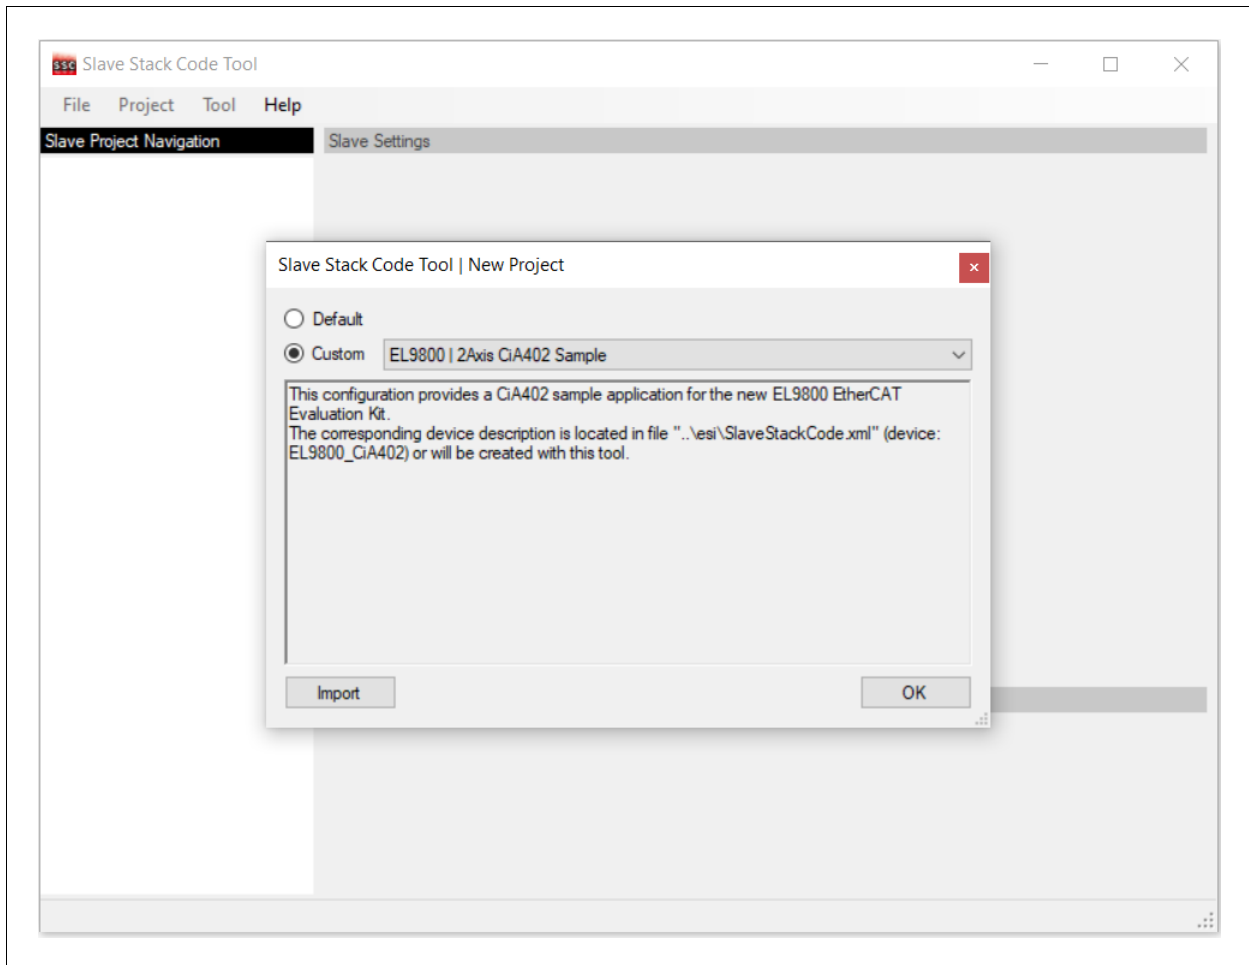 SSC Slave Stack Code Tool
File Project Tool Help
Slave Project Navigation
Slave Settings
Slave Stack Code Tool | New Project
Default
Custom EL9800 | 2Axis CiA402 Sample
This configuration provides a CiA402 sample application for the new EL9800 EtherCAT
Evaluation Kit.
The corresponding device description is located in file "..\esi\SlaveStackCode.xml" (device:
EL9800_CiA402) or will be created with this tool.
Import
OK